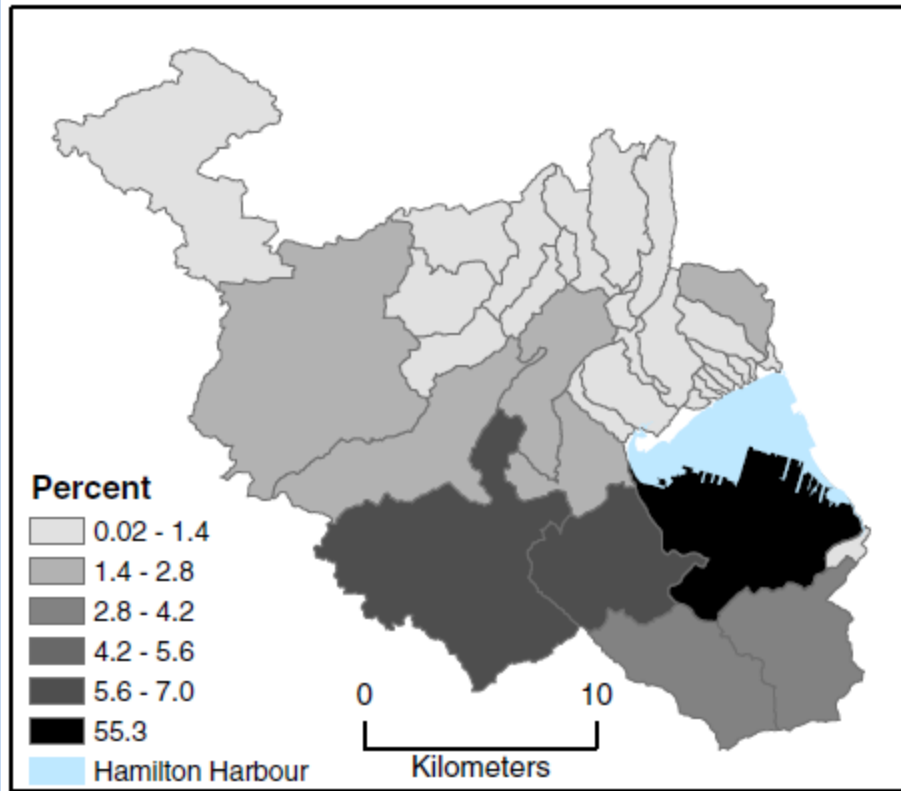 Percent
0.02 - 1.4
1.4 - 2.8
2.8 - 4.2
4.2 - 5.6
5.6 - 7.0
55.3
Hamilton Harbour
0 10
Kilometers